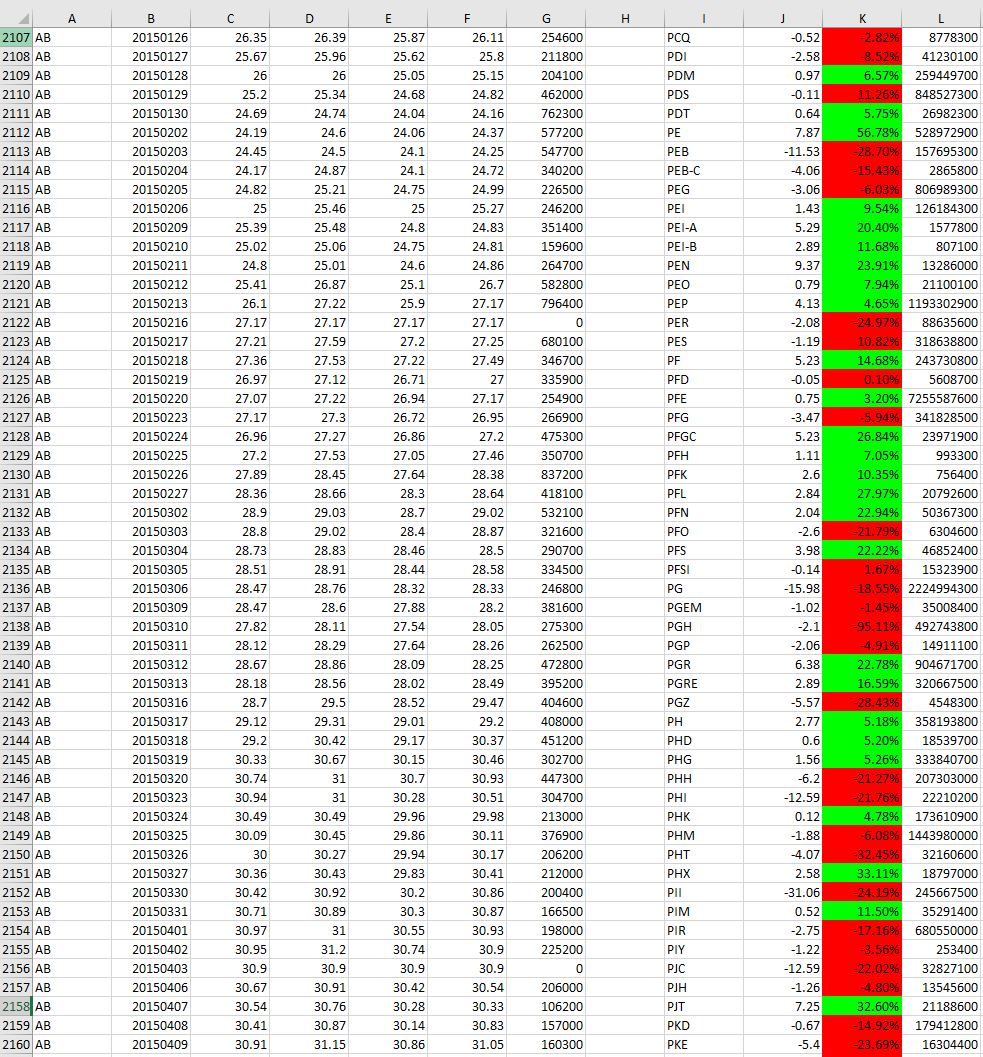 A B C D E F G H I J K L
2107 AB 20150126 26.35 26.39 25.87 26.11 254600 PCQ -0.52 -2.82% 8778300
2108 AB 20150127 25.67 25.96 25.62 25.8 211800 PDI -2.58 -8.52% 41230100
2109 AB 20150128 26 26 25.05 25.15 204100 PDM 0.97 6.57% 259449700
2110 AB 20150129 25.2 25.34 24.68 24.82 462000 PDS -0.11 11.26% 848527300
2111 AB 20150130 24.69 24.74 24.04 24.16 762300 PDT 0.64 5.75% 26982300
2112 AB 20150202 24.19 24.6 24.06 24.37 577200 PE 7.87 56.78% 528972900
2113 AB 20150203 24.45 24.5 24.1 24.25 547700 PEB -11.53 -28.70% 157695300
2114 AB 20150204 24.17 24.87 24.1 24.72 340200 PEB-C -4.06 -15.43% 2865800
2115 AB 20150205 24.82 25.21 24.75 24.99 226500 PEG -3.06 -6.03% 806989300
2116 AB 20150206 25 25.46 25 25.27 246200 PEI 1.43 9.54% 126184300
2117 AB 20150209 25.39 25.48 24.8 24.83 351400 PEI-A 5.29 20.40% 1577800
2118 AB 20150210 25.02 25.06 24.75 24.81 159600 PEI-B 2.89 11.68% 807100
2119 AB 20150211 24.8 25.01 24.6 24.86 264700 PEN 9.37 23.91% 13286000
2120 AB 20150212 25.41 26.87 25.1 26.7 582800 PEO 0.79 7.94% 21100100
2121 AB 20150213 26.1 27.22 25.9 27.17 796400 PEP 4.13 4.65% 1193302900
2122 AB 20150216 27.17 27.17 27.17 27.17 0 PER -2.08 -24.97% 88635600
2123 AB 20150217 27.21 27.59 27.2 27.25 680100 PES -1.19 10.82% 318638800
2124 AB 20150218 27.36 27.53 27.22 27.49 346700 PF 5.23 14.68% 243730800
2125 AB 20150219 26.97 27.12 26.71 27 335900 PFD -0.05 0.10% 5608700
2126 AB 20150220 27.07 27.22 26.94 27.17 254900 PFE 0.75 3.20% 7255587600
2127 AB 20150223 27.17 27.3 26.72 26.95 266900 PFG -3.47 -5.94% 341828500
2128 AB 20150224 26.96 27.27 26.86 27.2 475300 PFGC 5.23 26.84% 23971900
2129 AB 20150225 27.2 27.53 27.05 27.46 350700 PFH 1.11 7.05% 993300
2130 AB 20150226 27.89 28.45 27.64 28.38 837200 PFK 2.6 10.35% 756400
2131 AB 20150227 28.36 28.66 28.3 28.64 418100 PFL 2.84 27.97% 20792600
2132 AB 20150302 28.9 29.03 28.7 29.02 532100 PFN 2.04 22.94% 50367300
2133 AB 20150303 28.8 29.02 28.4 28.87 321600 PFO -2.6 -21.79% 6304600
2134 AB 20150304 28.73 28.83 28.46 28.5 290700 PFS 3.98 22.22% 46852400
2135 AB 20150305 28.51 28.91 28.44 28.58 334500 PFSI -0.14 1.67% 15323900
2136 AB 20150306 28.47 28.76 28.32 28.33 246800 PG -15.98 -18.55% 2224994300
2137 AB 20150309 28.47 28.6 27.88 28.2 381600 PGEM -1.02 -1.45% 35008400
2138 AB 20150310 27.82 28.11 27.54 28.05 275300 PGH -2.1 -95.11% 492743800
2139 AB 20150311 28.12 28.29 27.64 28.26 262500 PGP -2.06 -4.91% 14911100
2140 AB 20150312 28.67 28.86 28.09 28.25 472800 PGR 6.38 22.78% 904671700
2141 AB 20150313 28.18 28.56 28.02 28.49 395200 PGRE 2.89 16.59% 320667500
2142 AB 20150316 28.7 29.5 28.52 29.47 404600 PGZ -5.57 -28.43% 4548300
2143 AB 20150317 29.12 29.31 29.01 29.2 408000 PH 2.77 5.18% 358193800
2144 AB 20150318 29.2 30.42 29.17 30.37 451200 PHD 0.6 5.20% 18539700
2145 AB 20150319 30.33 30.67 30.15 30.46 302700 PHG 1.56 5.26% 333840700
2146 AB 20150320 30.74 31 30.7 30.93 447300 PHH -6.2 -21.27% 207303000
2147 AB 20150323 30.94 31 30.28 30.51 304700 PHI -12.59 -21.76% 22210200
2148 AB 20150324 30.49 30.49 29.96 29.98 213000 PHK 0.12 4.78% 173610900
2149 AB 20150325 30.09 30.45 29.86 30.11 376900 PHM -1.88 -6.08% 1443980000
2150 AB 20150326 30 30.27 29.94 30.17 206200 PHT -4.07 -32.45% 32160600
2151 AB 20150327 30.36 30.43 29.83 30.41 212000 PHX 2.58 33.11% 18797000
2152 AB 20150330 30.42 30.92 30.2 30.86 200400 PII -31.06 -24.19% 245667500
2153 AB 20150331 30.71 30.89 30.3 30.87 166500 PIM 0.52 11.50% 35291400
2154 AB 20150401 30.97 31 30.55 30.93 198000 PIR -2.75 -17.16% 680550000
2155 AB 20150402 30.95 31.2 30.74 30.9 225200 PIY -1.22 -3.56% 253400
2156 AB 20150403 30.9 30.9 30.9 30.9 0 PJC -12.59 -22.02% 32827100
2157 AB 20150406 30.67 30.91 30.42 30.54 206000 PJH -1.26 -4.80% 13545600
2158 AB 20150407 30.54 30.76 30.28 30.33 106200 PJT 7.25 32.60% 21188600
2159 AB 20150408 30.41 30.87 30.14 30.83 157000 PKD -0.67 -14.92% 179412800
2160 AB 20150409 30.91 31.15 30.86 31.05 160300 PKE -5.4 -23.69% 16304400